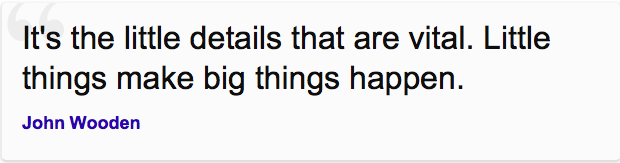 It's the little details that are vital. Little
things make big things happen.
John Wooden